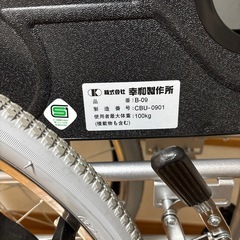 K 株式会社 幸和製作所
品番:B-09
製造番号:CBU-0901
使用者最大体重:100kg
(積載物も含む)
S